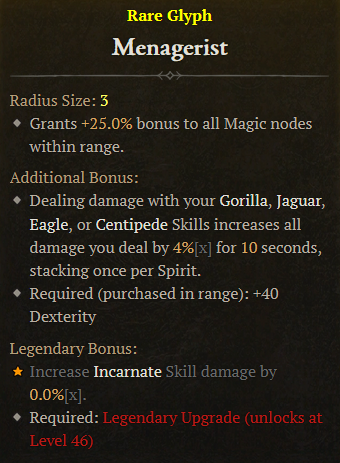 Rare Glyph
Menagerist
Radius Size: 3
Grants +25.0% bonus to all Magic nodes
within range.
Additional Bonus:
Dealing damage with your Gorilla, Jaguar,
Eagle, or Centipede Skills increases all
damage you deal by 4%[x] for 10 seconds,
stacking once per Spirit.
Required (purchased in range): +40
Dexterity
Legendary Bonus:
Increase Incarnate Skill damage by
0.0%[x].
Required: Legendary Upgrade (unlocks at
Level 46)